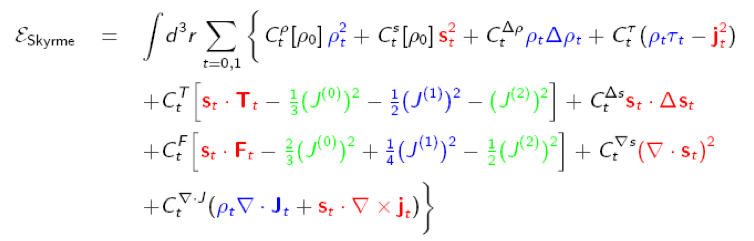 ℰ_Skyrme = ∫d³r ∑_{t=0,1} { C_t^ρ[ρ₀] ρ_t² + C_t^s[ρ₀] 𝐬_t² + C_t^{Δρ} ρ_t Δρ_t + C_t^τ (ρ_t τ_t − 𝐣_t²)
+ C_t^T [ 𝐬_t · 𝐓_t − 1/3 (J^{(0)})² − 1/2 (J^{(1)})² − (J^{(2)})² ] + C_t^{Δs} 𝐬_t · Δ𝐬_t
+ C_t^F [ 𝐬_t · 𝐅_t − 2/3 (J^{(0)})² + 1/4 (J^{(1)})² − 1/2 (J^{(2)})² ] + C_t^{∇s} (∇ · 𝐬_t)²
+ C_t^{∇·J} (ρ_t ∇ · 𝐉_t + 𝐬_t · ∇ × 𝐣_t) }